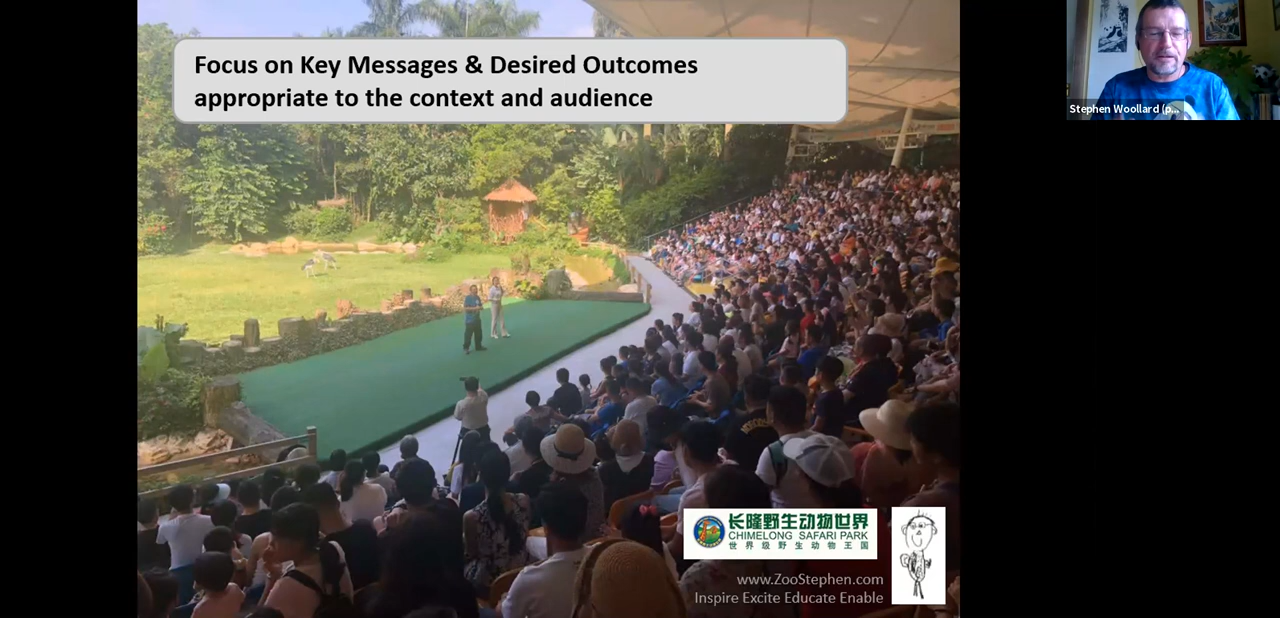 Focus on Key Messages & Desired Outcomes
appropriate to the context and audience
Stephen Woollard (p...
长隆野生动物世界
CHIMELONG SAFARI PARK
世界级野生动物王国
www.ZooStephen.com
Inspire Excite Educate Enable